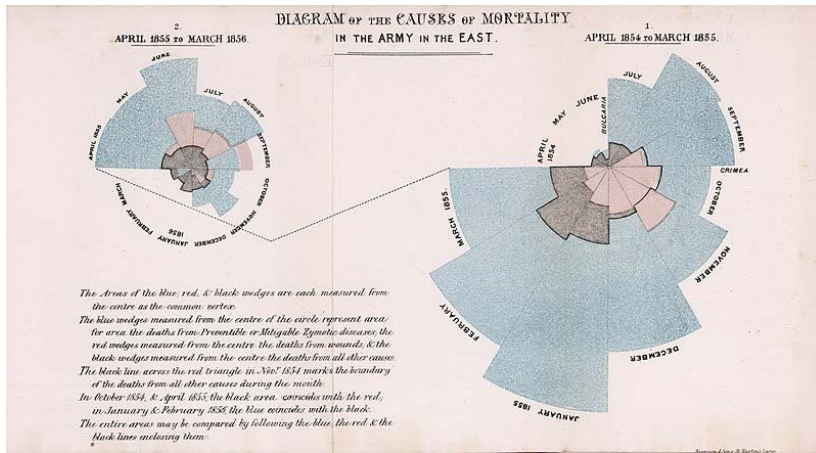 DIAGRAM OF THE CAUSES OF MORTALITY
IN THE ARMY IN THE EAST.
2.
APRIL 1855 TO MARCH 1856.
1.
APRIL 1854 TO MARCH 1855.
APRIL 1855
MAY
JUNE
JULY
AUGUST
SEPTEMBER
OCTOBER
NOVEMBER
DECEMBER
JANUARY
1856
FEBRUARY
MARCH
APRIL
1854
MAY
JUNE
BULGARIA
JULY
AUGUST
SEPTEMBER
CRIMEA
OCTOBER
NOVEMBER
DECEMBER
JANUARY
1855
FEBRUARY
MARCH 1855.
The Areas of the blue, red, & black wedges are each measured from
the centre as the common vertex.
The blue wedges measured from the centre of the circle represent area
for area the deaths from Preventible or Mitigable Zymotic diseases; the
red wedges measured from the centre the deaths from wounds; & the
black wedges measured from the centre the deaths from all other causes.
The black line across the red triangle in Novr. 1854 marks the boundary
of the deaths from all other causes during the month.
In October 1854, & April 1855, the black area coincides with the red;
in January & February 1856, the blue coincides with the black.
The entire areas may be compared by following the blue, the red & the
black lines enclosing them.